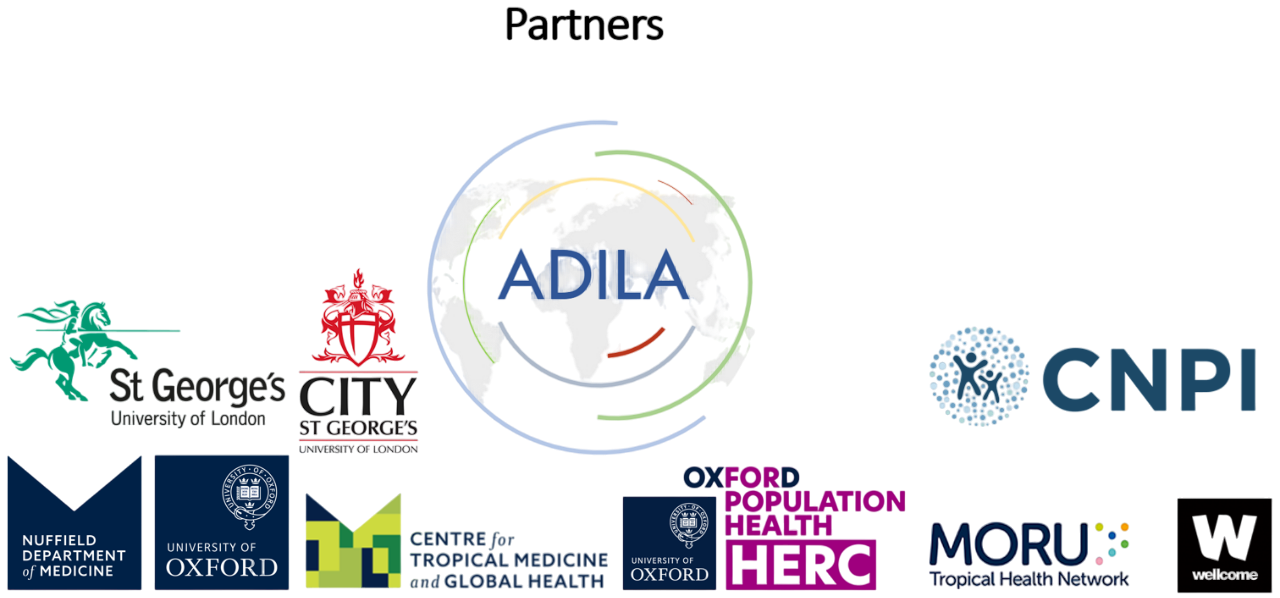 Partners
ADILA
St George's
University of London
CITY
ST GEORGE'S
UNIVERSITY OF LONDON
CNPI
NUFFIELD
DEPARTMENT
of MEDICINE
UNIVERSITY OF
OXFORD
CENTRE for
TROPICAL MEDICINE
and GLOBAL HEALTH
UNIVERSITY OF
OXFORD
OXFORD
POPULATION
HEALTH
HERC
MORU
Tropical Health Network
W
wellcome